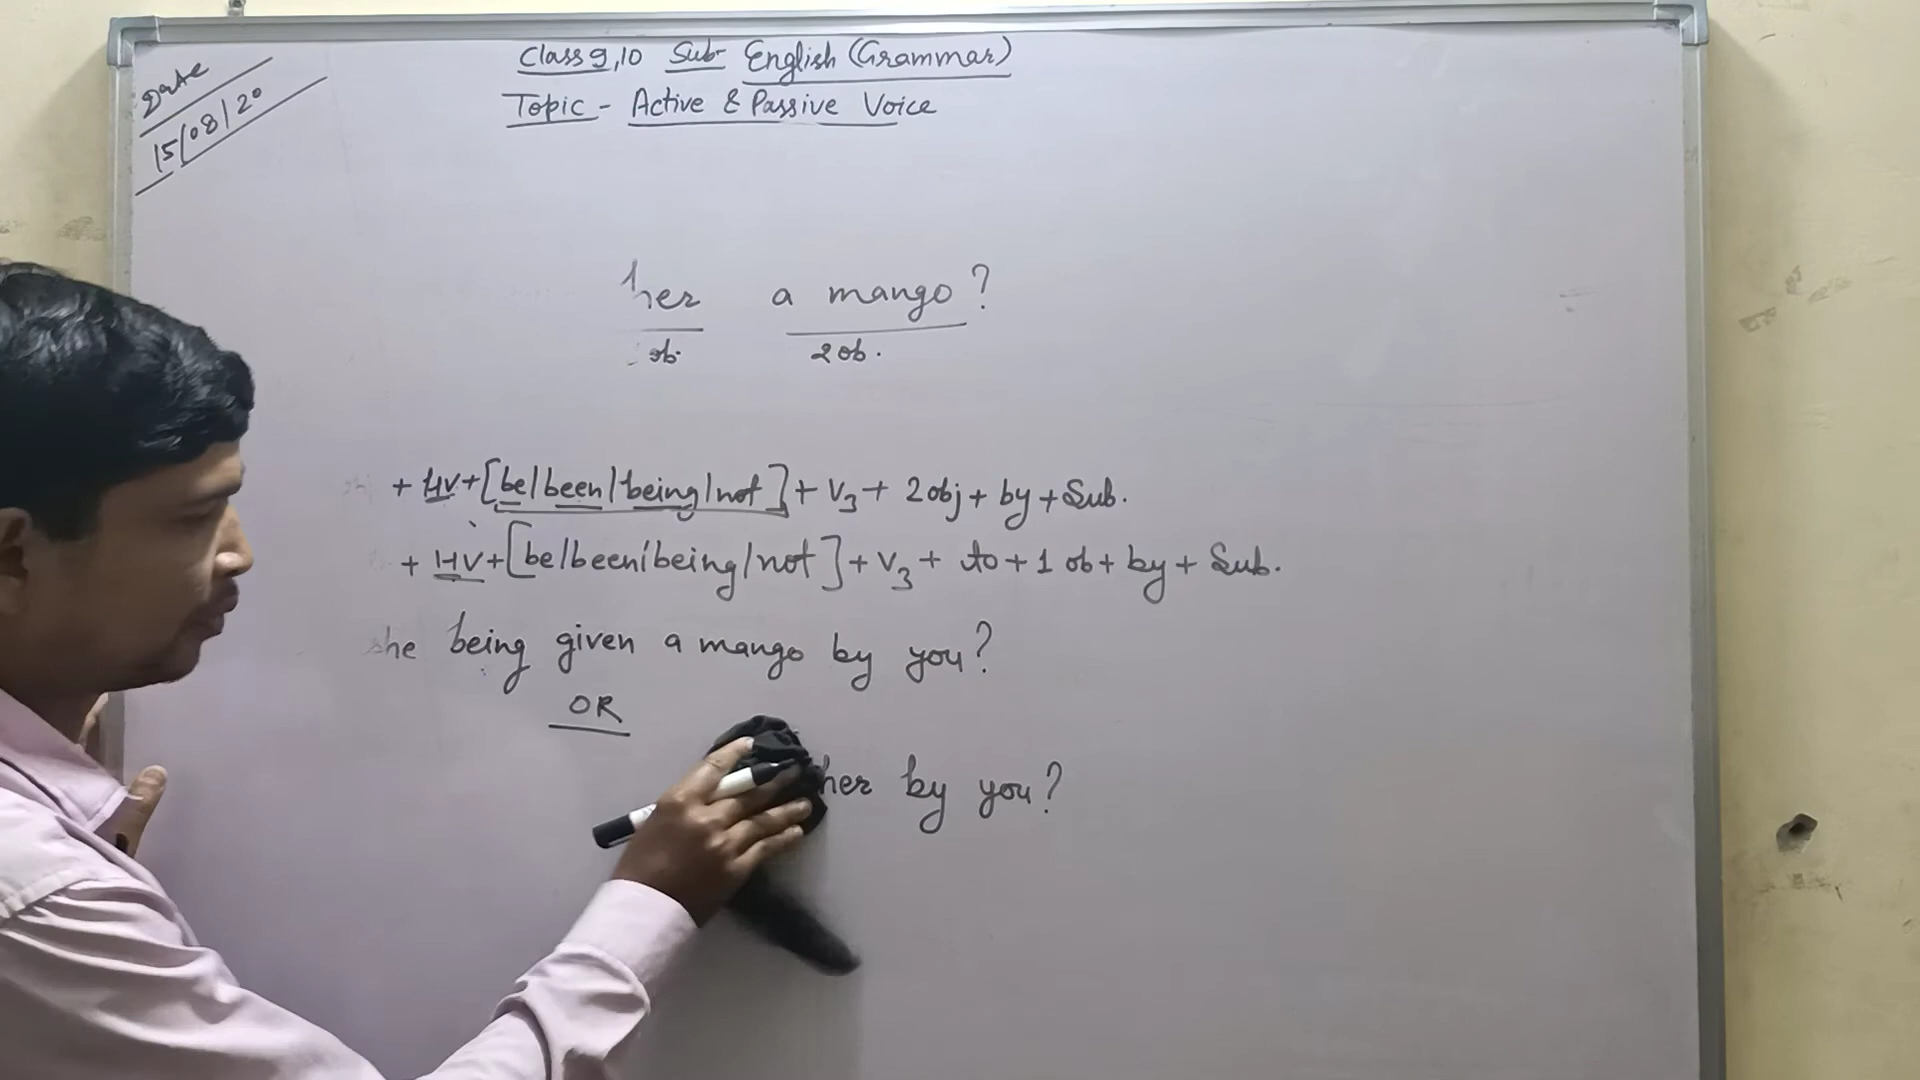 Date
15/08/20
Class 9,10 Sub- English (Grammar)
Topic - Active & Passive Voice
her a mango?
ob. 2 ob.
+ HV + [be/been/being/not] + V3 + 2 obj + by + Sub.
+ HV + [be/been/being/not] + V3 + to + 1 ob + by + Sub.
she being given a mango by you?
OR
her by you?